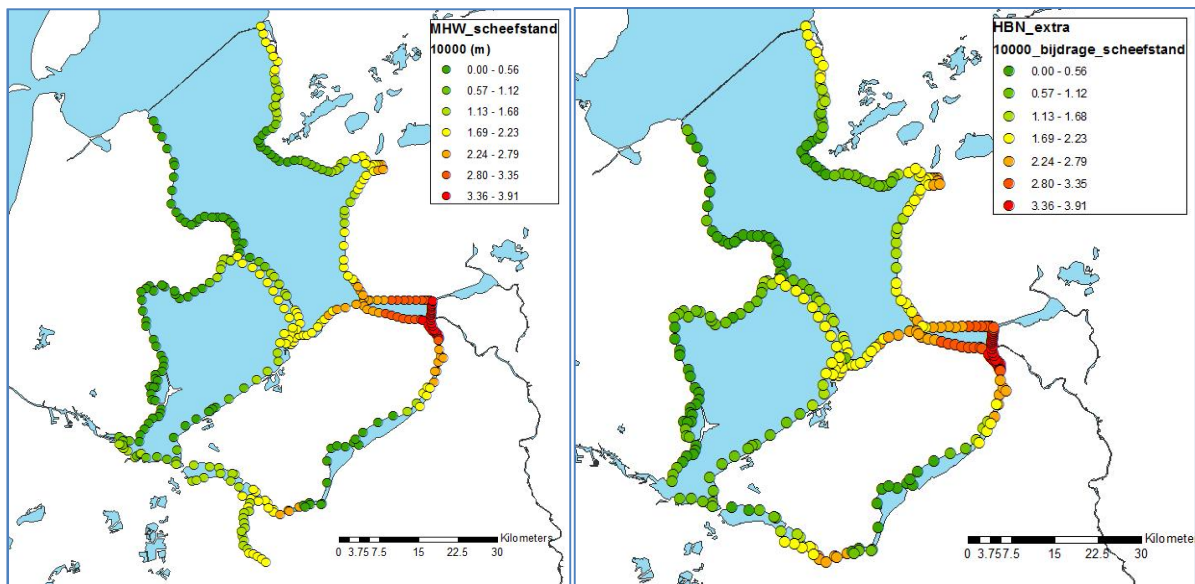 MHW_scheefstand
10000 (m)
0.00 - 0.56
0.57 - 1.12
1.13 - 1.68
1.69 - 2.23
2.24 - 2.79
2.80 - 3.35
3.36 - 3.91
Kilometers
0 3.75 7.5 15 22.5 30
HBN_extra
10000_bijdrage_scheefstand
0.00 - 0.56
0.57 - 1.12
1.13 - 1.68
1.69 - 2.23
2.24 - 2.79
2.80 - 3.35
3.36 - 3.91
Kilometers
0 3.75 7.5 15 22.5 30